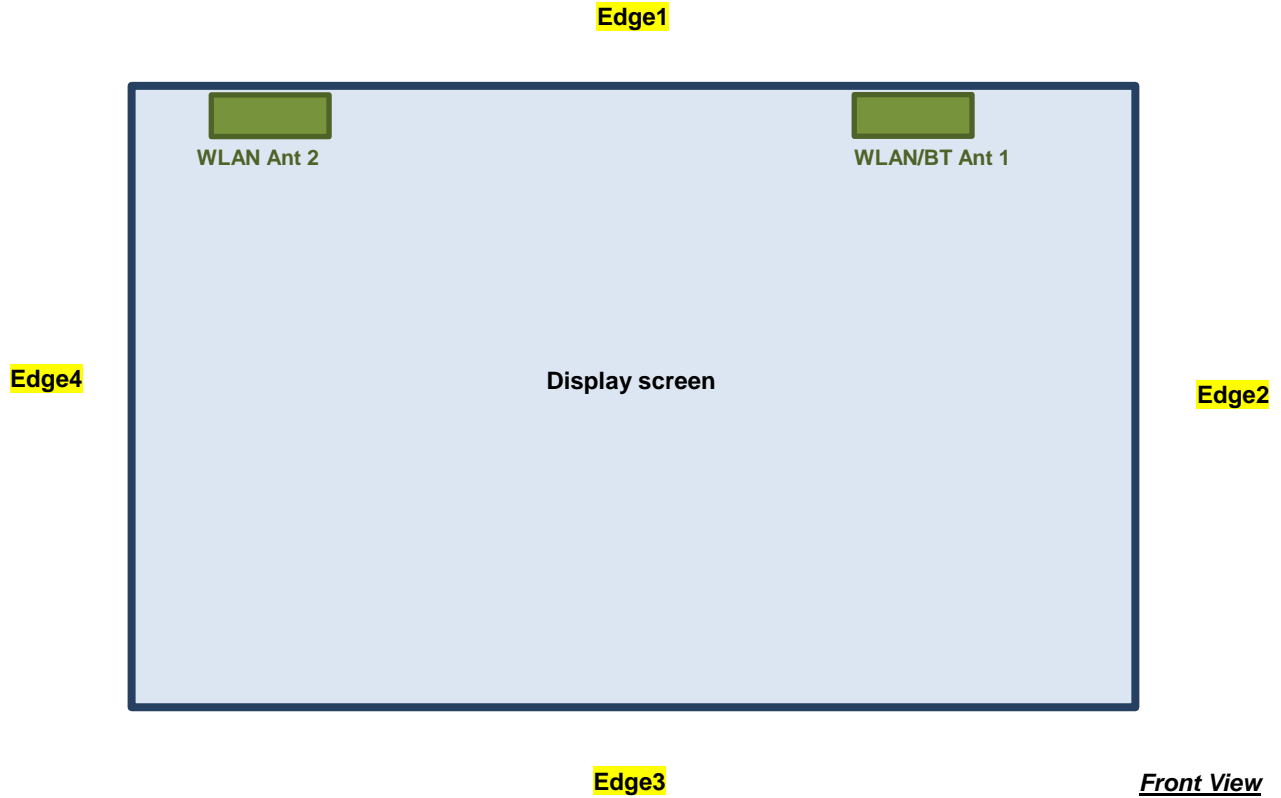 Edge1
WLAN Ant 2
WLAN/BT Ant 1
Edge4
Display screen
Edge2
Edge3
Front View